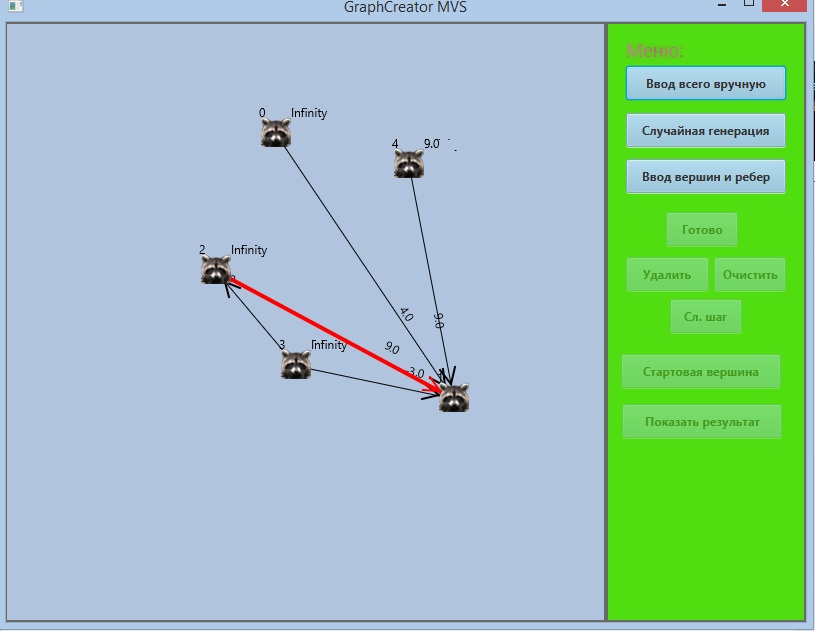 GraphCreator MVS
Меню:
Ввод всего вручную
Случайная генерация
Ввод вершин и ребер
Готово
Удалить
Очистить
Сл. шаг
Стартовая вершина
Показать результат
0 Infinity
4 9.0
2 Infinity
3 Infinity
4.0
9.0
9.0
3.0